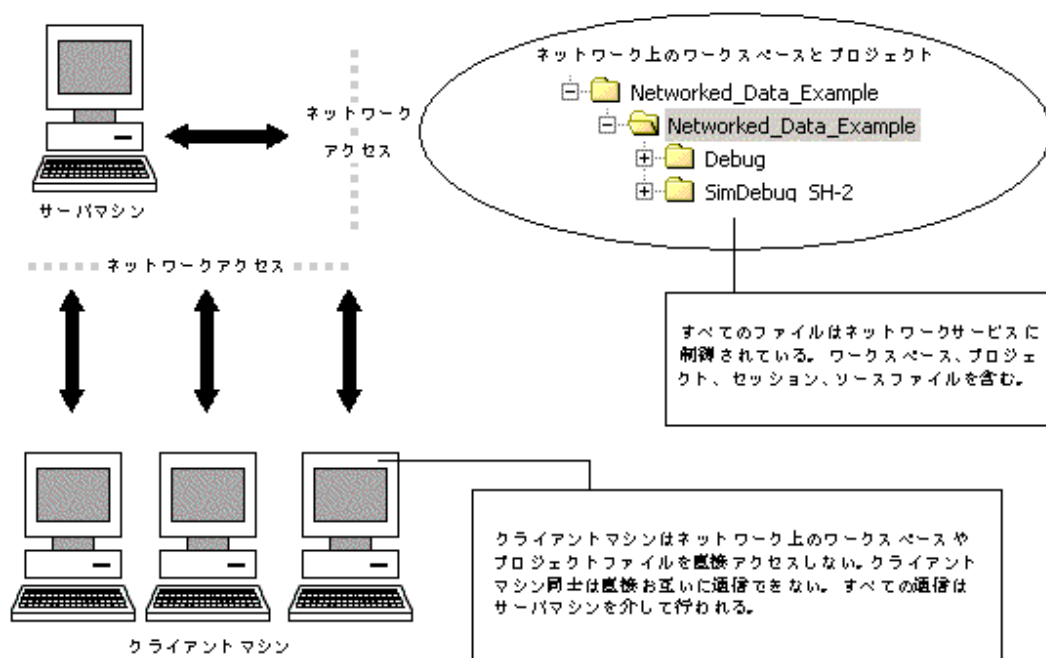 ネットワーク上のワークスペースとプロジェクト
Networked_Data_Example
Networked_Data_Example
Debug
SimDebug_SH-2
ネットワーク
アクセス
サーバマシン
ネットワークアクセス
すべてのファイルはネットワークサービスに
制御されている。ワークスペース、プロジェ
クト、セッション、ソースファイルを含む。
クライアントマシンはネットワーク上のワークスペースや
プロジェクトファイルを直接アクセスしない。クライアント
マシン同士は直接お互いに通信できない。すべての通信は
サーバマシンを介して行われる。
クライアントマシン